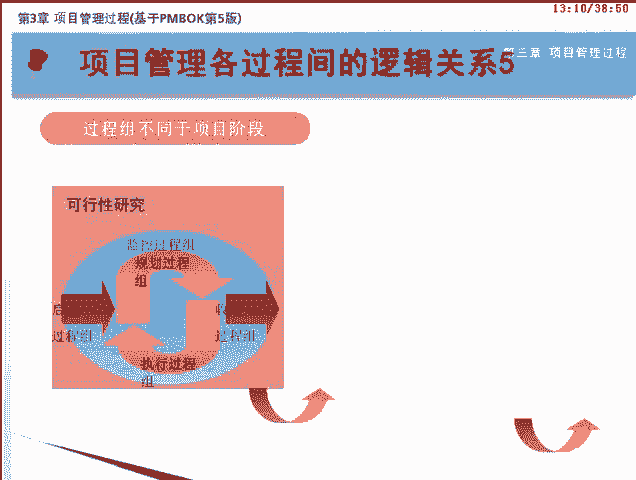 13:10/38:50
第3章 项目管理过程(基于PMBOK第5版)
第三章 项目管理过程
项目管理各过程间的逻辑关系5
过程组不同于项目阶段
可行性研究
监控过程组
规划过程
组
过程组
过程组
执行过程
组